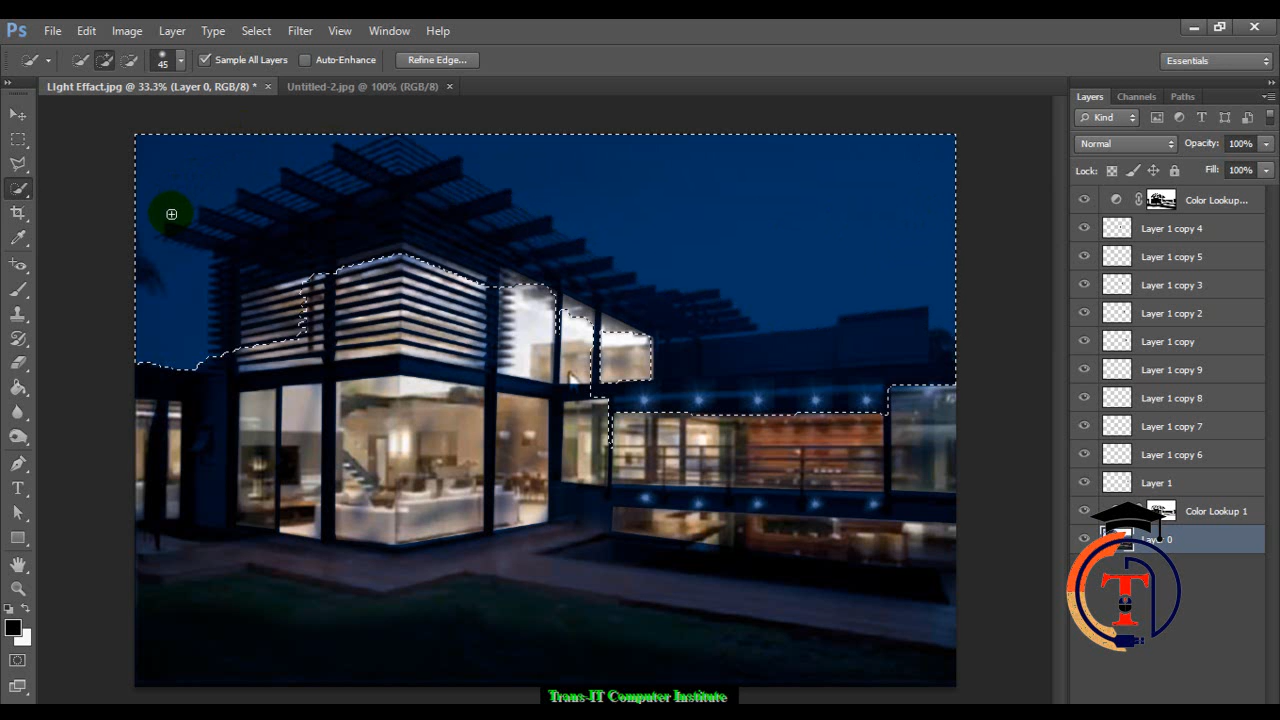 Ps File Edit Image Layer Type Select Filter View Window Help
45 Sample All Layers Auto-Enhance Refine Edge... Essentials
Light Effect.jpg @ 33.3% (Layer 0, RGB/8) * × Untitled-2.jpg @ 100% (RGB/8) ×
Layers Channels Paths
Kind
Normal Opacity: 100%
Lock: Fill: 100%
Color Lookup...
Layer 1 copy 4
Layer 1 copy 5
Layer 1 copy 3
Layer 1 copy 2
Layer 1 copy
Layer 1 copy 9
Layer 1 copy 8
Layer 1 copy 7
Layer 1 copy 6
Layer 1
Color Lookup 1
Layer 0
T
Trans-IT Computer Institute